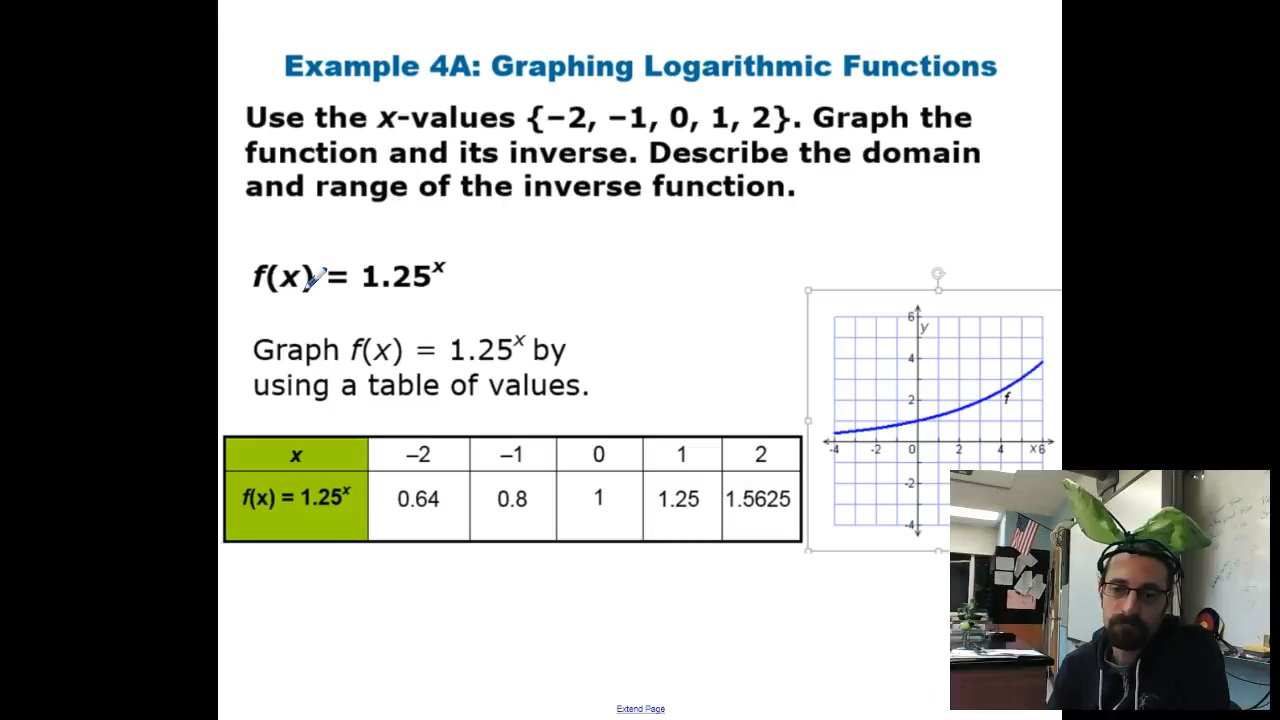 Example 4A: Graphing Logarithmic Functions
Use the x-values {–2, –1, 0, 1, 2}. Graph the
function and its inverse. Describe the domain
and range of the inverse function.
f(x) = 1.25ˣ
Graph f(x) = 1.25ˣ by
using a table of values.
x –2 –1 0 1 2
f(x) = 1.25ˣ 0.64 0.8 1 1.25 1.5625
6
y
4
2
f
-4 -2 0 2 4 x 6
-2
-4
Extend Page